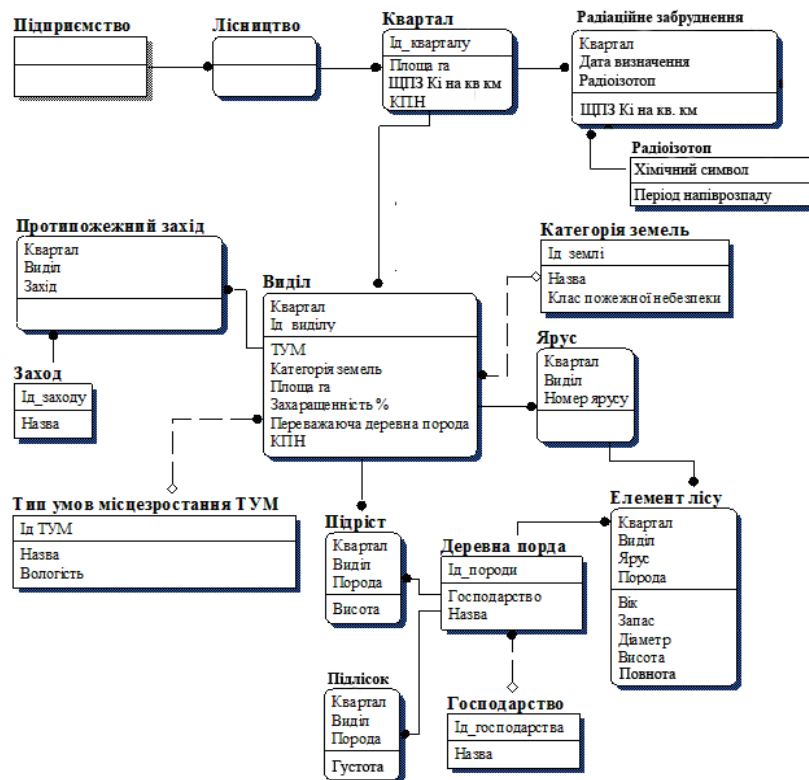 Підприємство
Лісництво
Квартал
Ід_кварталу
Площа га
ЩПЗ Кі на кв км
КПН
Радіаційне забруднення
Квартал
Дата визначення
Радіоізотоп
ЩПЗ Кі на кв. км
Радіоізотоп
Хімічний символ
Період напіврозпаду
Протипожежний захід
Квартал
Виділ
Захід
Категорія земель
Ід_землі
Назва
Клас пожежної небезпеки
Виділ
Квартал
Ід_виділу
ТУМ
Категорія земель
Площа га
Захаращенність %
Переважаюча деревна порода
КПН
Ярус
Квартал
Виділ
Номер ярусу
Заход
Ід_заходу
Назва
Тип умов місцезростання ТУМ
Ід ТУМ
Назва
Вологість
Підріст
Квартал
Виділ
Порода
Висота
Деревна порда
Ід_породи
Господарство
Назва
Елемент лісу
Квартал
Виділ
Ярус
Порода
Вік
Запас
Діаметр
Висота
Повнота
Підлісок
Квартал
Виділ
Порода
Густота
Господарство
Ід_господарства
Назва